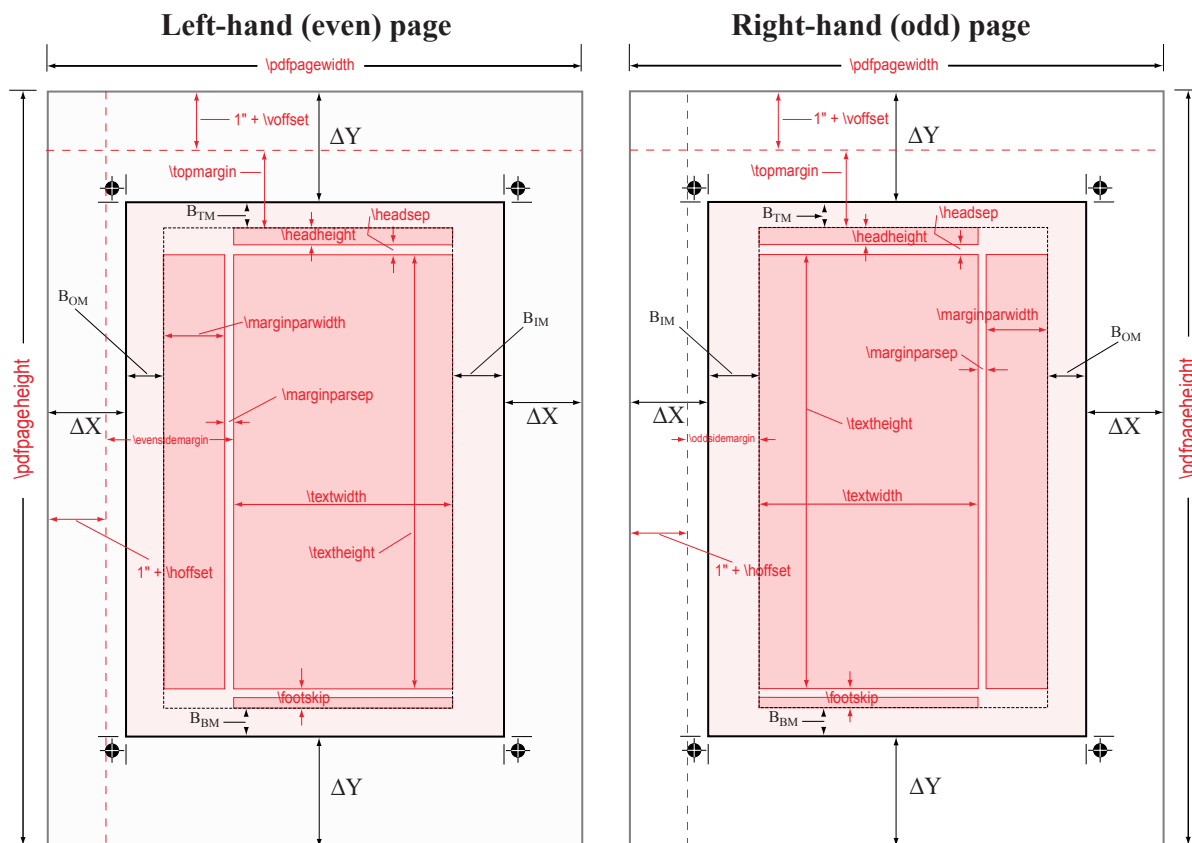 Left-hand (even) page
\pdfpagewidth
1" + \voffset
ΔY
\topmargin
B_TM
\headsep
\headheight
B_OM
\marginparwidth
B_IM
\pdfpageheight
\marginparsep
ΔX
ΔX
\evensidemargin
\textwidth
\textheight
1" + \hoffset
\footskip
B_BM
ΔY
Right-hand (odd) page
\pdfpagewidth
1" + \voffset
ΔY
\topmargin
B_TM
\headsep
\headheight
B_IM
\marginparwidth
B_OM
\marginparsep
\pdfpageheight
ΔX
\textheight
ΔX
\oddsidemargin
\textwidth
1" + \hoffset
\footskip
B_BM
ΔY